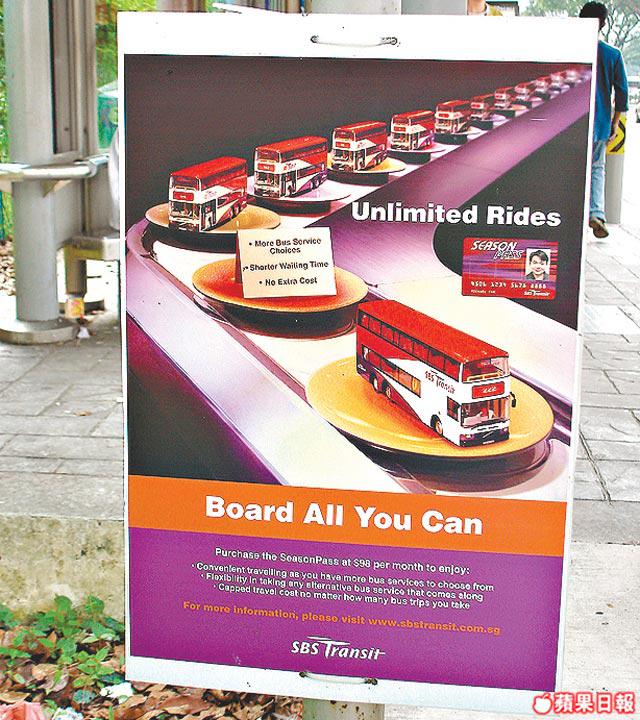 Unlimited Rides
• More Bus Service
Choices
• Shorter Waiting Time
• No Extra Cost
SEASON
PASS
SBS Transit
Board All You Can
Purchase the SeasonPass at $98 per month to enjoy:
• Convenient travelling as you have more bus services to choose from
• Flexibility in taking any alternative bus service that comes along
• Capped travel cost no matter how many bus trips you take
For more information, please visit www.sbstransit.com.sg
SBS Transit
蘋果日報